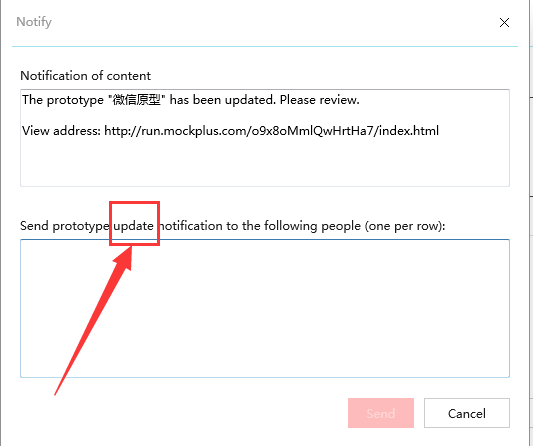 Notify
Notification of content
The prototype "微信原型" has been updated. Please review.
View address: http://run.mockplus.com/o9x8oMmlQwHrtHa7/index.html
Send prototype update notification to the following people (one per row):
Send
Cancel